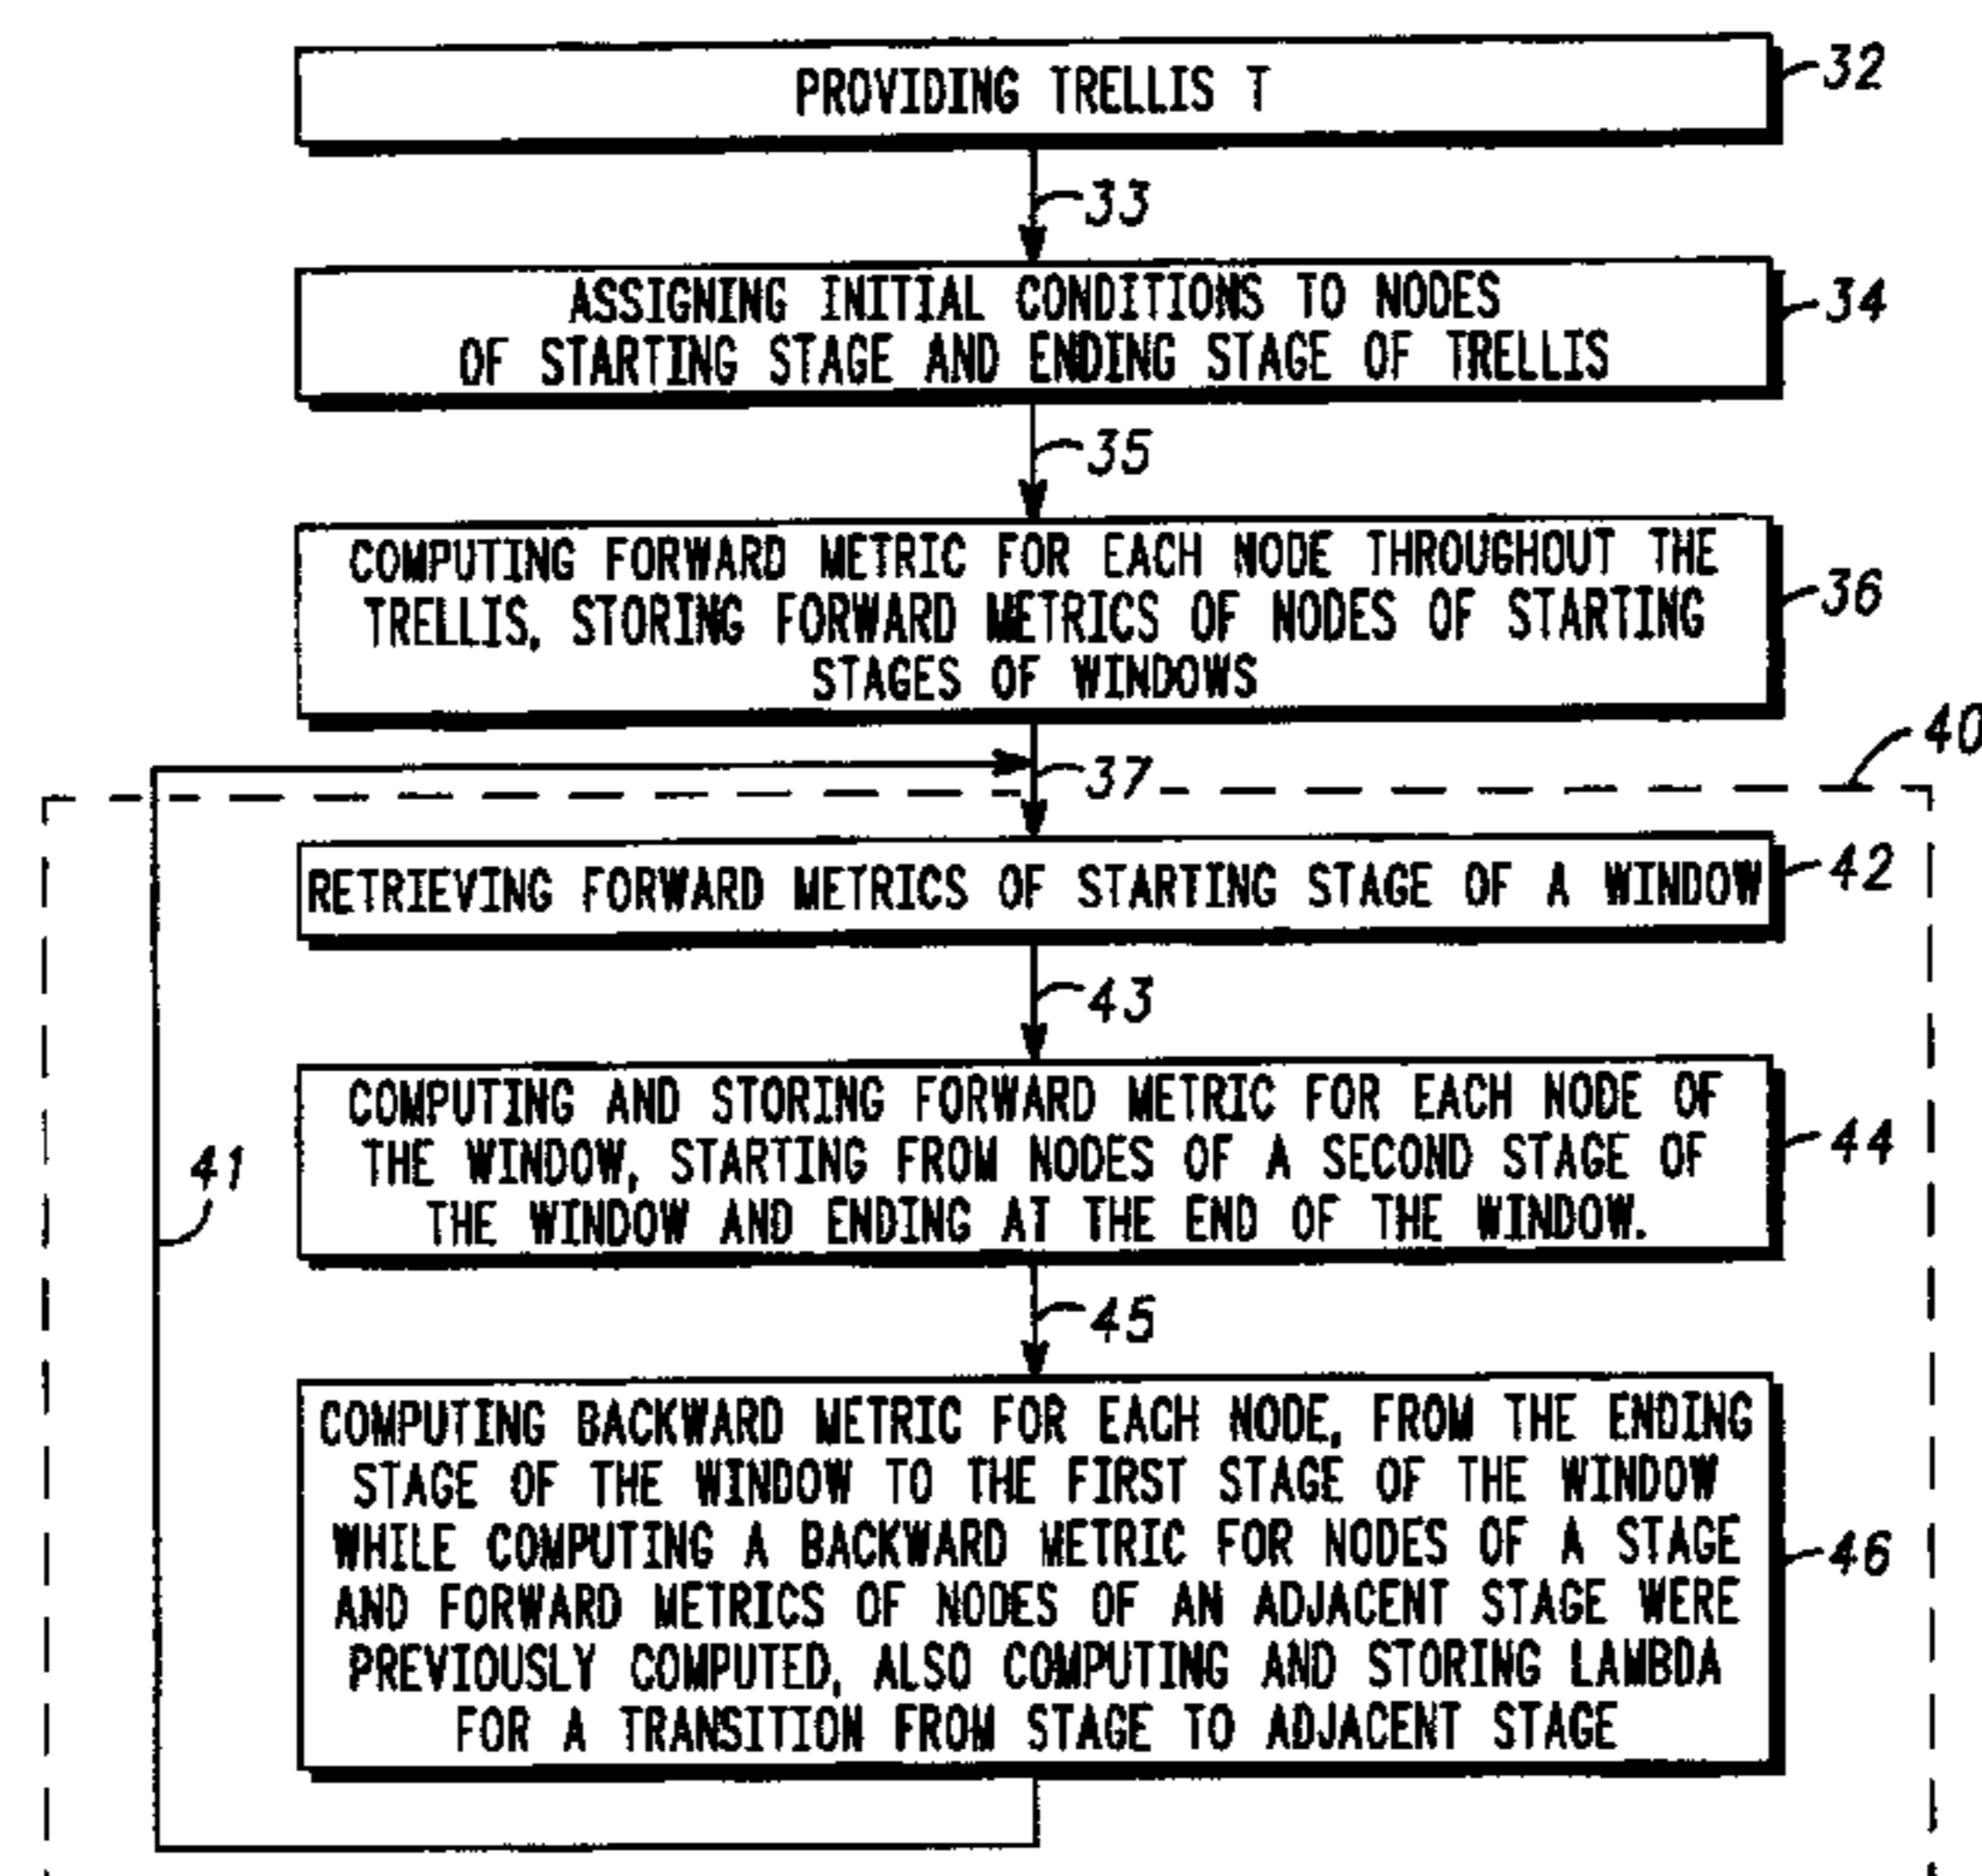 PROVIDING TRELLIS T
32
33
ASSIGNING INITIAL CONDITIONS TO NODES
OF STARTING STAGE AND ENDING STAGE OF TRELLIS
34
35
COMPUTING FORWARD METRIC FOR EACH NODE THROUGHOUT THE
TRELLIS, STORING FORWARD METRICS OF NODES OF STARTING
STAGES OF WINDOWS
36
40
37
RETRIEVING FORWARD METRICS OF STARTING STAGE OF A WINDOW
42
43
COMPUTING AND STORING FORWARD METRIC FOR EACH NODE OF
THE WINDOW, STARTING FROM NODES OF A SECOND STAGE OF
THE WINDOW AND ENDING AT THE END OF THE WINDOW.
44
41
45
COMPUTING BACKWARD METRIC FOR EACH NODE, FROM THE ENDING
STAGE OF THE WINDOW TO THE FIRST STAGE OF THE WINDOW
WHILE COMPUTING A BACKWARD METRIC FOR NODES OF A STAGE
AND FORWARD METRICS OF NODES OF AN ADJACENT STAGE WERE
PREVIOUSLY COMPUTED, ALSO COMPUTING AND STORING LAMBDA
FOR A TRANSITION FROM STAGE TO ADJACENT STAGE
46